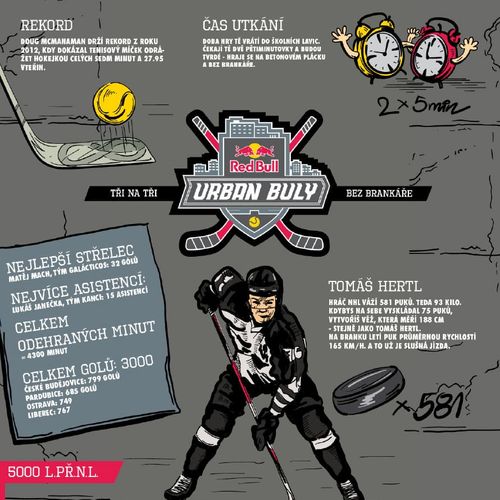 REKORD
DOUG MCMANAMAN DRŽÍ REKORD Z ROKU
2012, KDY DOKÁZAL TENISOVÝ MÍČEK ODRÁ-
ŽET HOKEJKOU CELÝCH SEDM MINUT A 27.95
VTEŘIN.
ČAS UTKÁNÍ
DOBA HRY TĚ VRÁTÍ DO ŠKOLNÍCH LAVIC.
ČEKAJÍ TĚ DVĚ PĚTIMINUTOVKY A BUDOU
TVRDÉ - HRAJE SE NA BETONOVÉM PLÁCKU
A BEZ BRANKÁŘE.
2 x 5 min
Red Bull
URBAN BULY
TŘI NA TŘI
BEZ BRANKÁŘE
NEJLEPŠÍ STŘELEC
MATĚJ MACH, TÝM GALACTICOS: 32 GÓLŮ
NEJVÍCE ASISTENCÍ:
LUKÁŠ JANEČKA, TÝM KANCI: 15 ASISTENCÍ
CELKEM
ODEHRANÝCH MINUT
= 4300 MINUT
CELKEM GOLŮ: 3000
ČESKÉ BUDĚJOVICE: 799 GÓLŮ
PARDUBICE: 685 GÓLŮ
OSTRAVA: 749
LIBEREC: 767
TOMÁŠ HERTL
HRÁČ NHL VÁŽÍ 581 PUKŮ. TEDA 93 KILO.
KDYBYS NA SEBE VYSKLÁDAL 75 PUKŮ,
VYTVOŘÍŠ VĚŽ, KTERÁ MĚŘÍ 188 CM
- STEJNĚ JAKO TOMÁŠ HERTL.
NA BRANKU LETÍ PUK PRŮMĚRNOU RYCHLOSTÍ
165 KM/H. A TO UŽ JE SLUŠNÁ JÍZDA.
x 581
5000 L.PŘ.N.L.